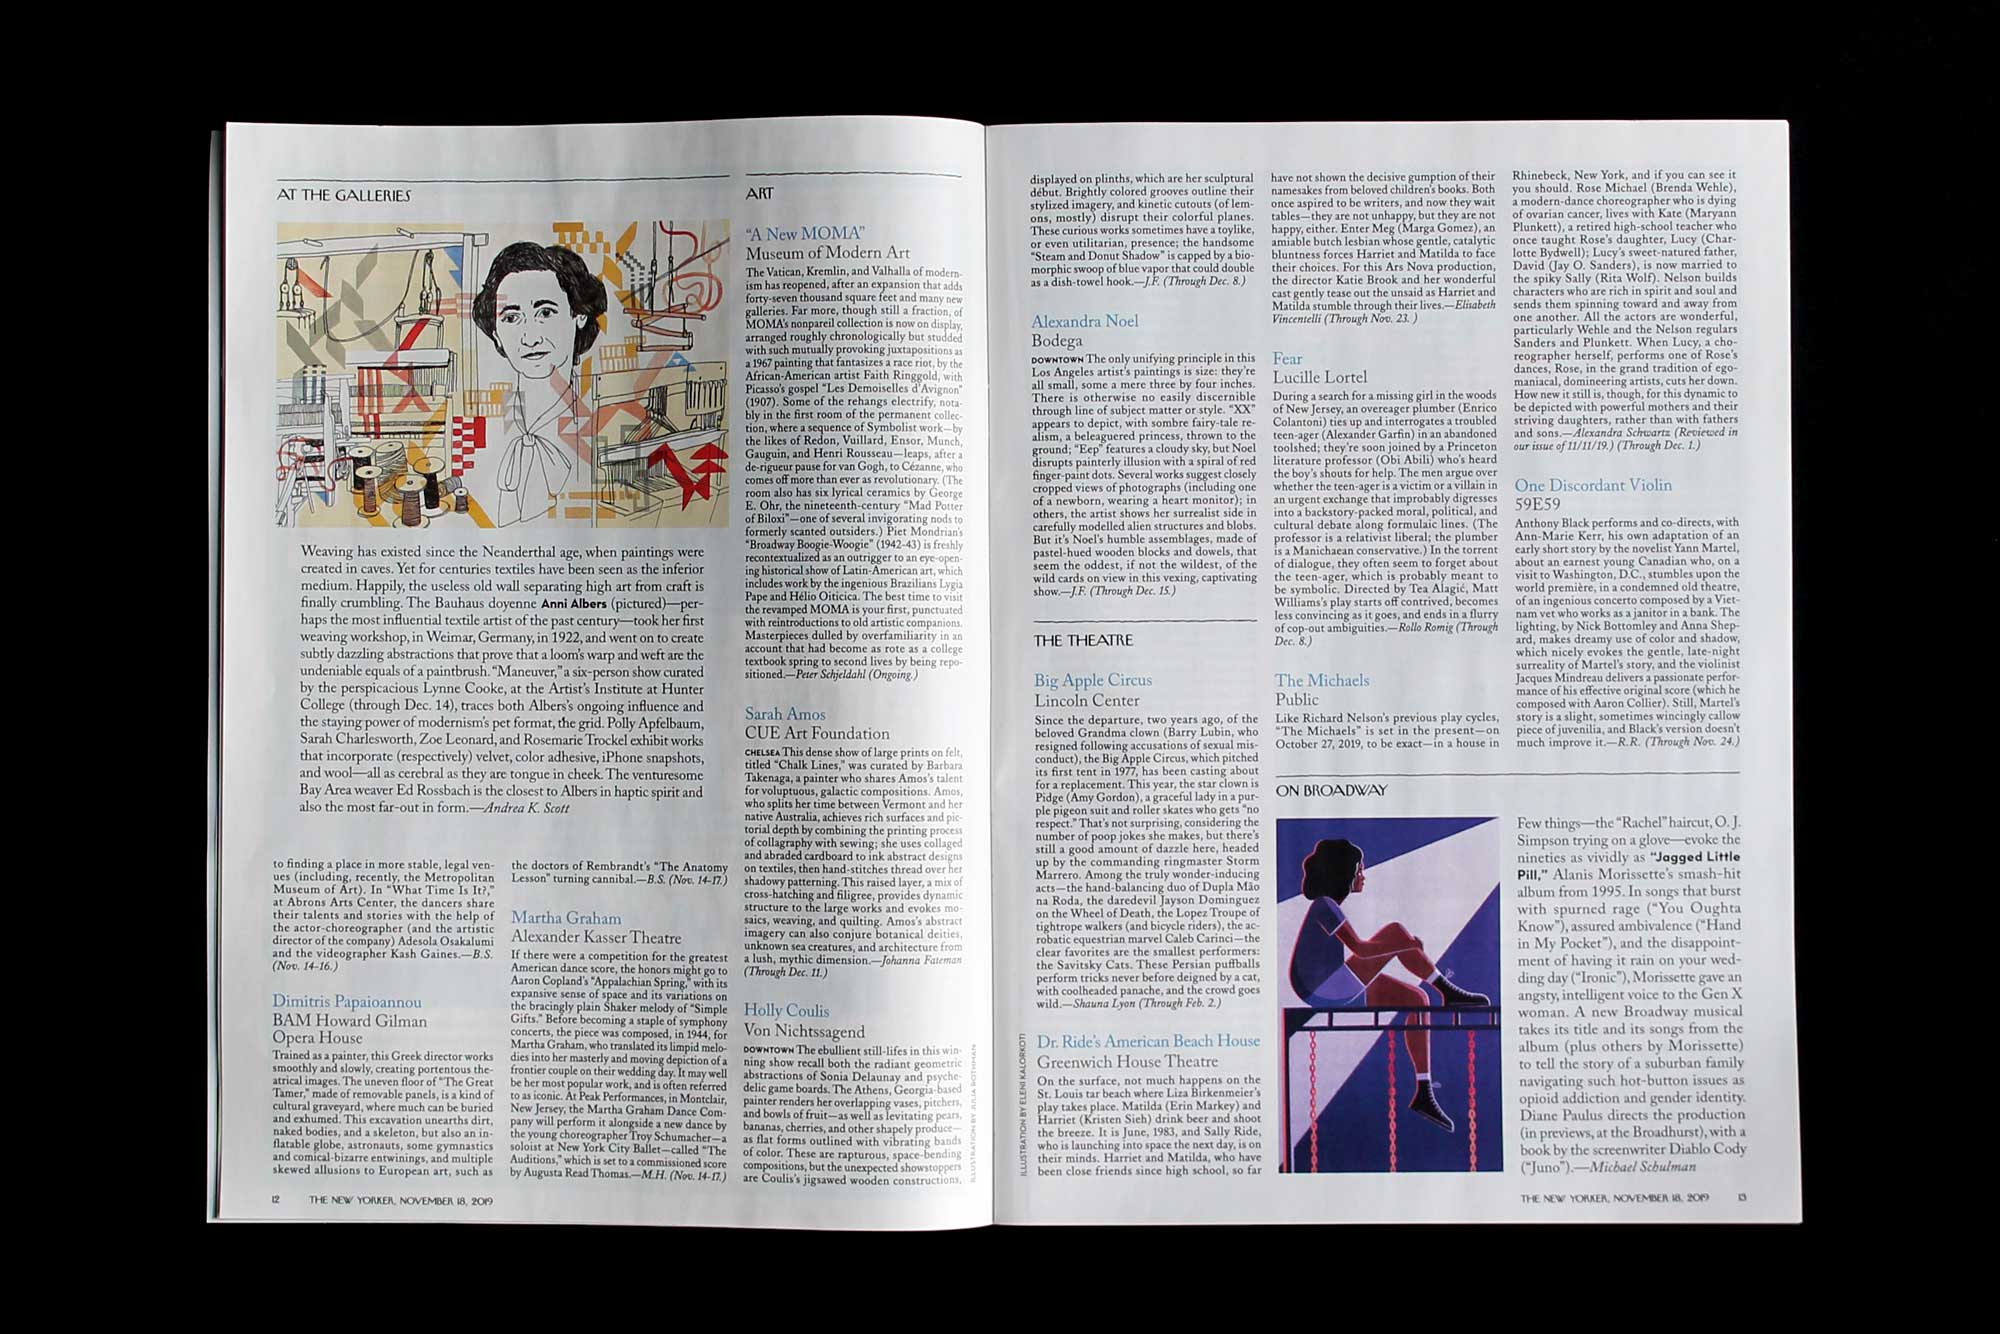 AT THE GALLERIES
Weaving has existed since the Neanderthal age, when paintings were
created in caves. Yet for centuries textiles have been seen as the inferior
medium. Happily, the useless old wall separating high art from craft is
finally crumbling. The Bauhaus doyenne Anni Albers (pictured)—per-
haps the most influential textile artist of the past century—took her first
weaving workshop, in Weimar, Germany, in 1922, and went on to create
subtly dazzling abstractions that prove that a loom's warp and weft are the
undeniable equals of a paintbrush. "Maneuver," a six-person show curated
by the perspicacious Lynne Cooke, at the Artist's Institute at Hunter
College (through Dec. 14), traces both Albers's ongoing influence and
the staying power of modernism's pet format, the grid. Polly Apfelbaum,
Sarah Charlesworth, Zoe Leonard, and Rosemarie Trockel exhibit works
that incorporate (respectively) velvet, color adhesive, iPhone snapshots,
and wool—all as cerebral as they are tongue in cheek. The venturesome
Bay Area weaver Ed Rossbach is the closest to Albers in haptic spirit and
also the most far-out in form.—Andrea K. Scott
to finding a place in more stable, legal ven-
ues (including, recently, the Metropolitan
Museum of Art). In "What Time Is It?,"
at Abrons Arts Center, the dancers share
their talents and stories with the help of
the actor-choreographer (and the artistic
director of the company) Adesola Osakalumi
and the videographer Kash Gaines.—B.S.
(Nov. 14-16.)
Dimitris Papaioannou
BAM Howard Gilman
Opera House
Trained as a painter, this Greek director works
smoothly and slowly, creating portentous the-
atrical images. The uneven floor of "The Great
Tamer," made of removable panels, is a kind of
cultural graveyard, where much can be buried
and exhumed. This excavation unearths dirt,
naked bodies, and a skeleton, but also an in-
flatable globe, astronauts, some gymnastics
and comical-bizarre entwinings, and multiple
skewed allusions to European art, such as
the doctors of Rembrandt's "The Anatomy
Lesson" turning cannibal.—B.S. (Nov. 14-17.)
Martha Graham
Alexander Kasser Theatre
If there were a competition for the greatest
American dance score, the honors might go to
Aaron Copland's "Appalachian Spring," with its
expansive sense of space and its variations on
the bracingly plain Shaker melody of "Simple
Gifts." Before becoming a staple of symphony
concerts, the piece was composed, in 1944, for
Martha Graham, who translated its limpid melo-
dies into her masterly and moving depiction of a
frontier couple on their wedding day. It may well
be her most popular work, and is often referred
to as iconic. At Peak Performances, in Montclair,
New Jersey, the Martha Graham Dance Com-
pany will perform it alongside a new dance by
the young choreographer Troy Schumacher—a
soloist at New York City Ballet—called "The
Auditions," which is set to a commissioned score
by Augusta Read Thomas.—M.H. (Nov. 14-17.)
ART
"A New MOMA"
Museum of Modern Art
The Vatican, Kremlin, and Valhalla of modern-
ism has reopened, after an expansion that adds
forty-seven thousand square feet and many new
galleries. Far more, though still a fraction, of
MOMA's nonpareil collection is now on display,
arranged roughly chronologically but studded
with such mutually provoking juxtapositions as
a 1967 painting that fantasizes a race riot, by the
African-American artist Faith Ringgold, with
Picasso's gospel "Les Demoiselles d'Avignon"
(1907). Some of the rehangs electrify, nota-
bly in the first room of the permanent collec-
tion, where a sequence of Symbolist work—by
the likes of Redon, Vuillard, Ensor, Munch,
Gauguin, and Henri Rousseau—leaps, after a
de-rigueur pause for van Gogh, to Cézanne, who
comes off more than ever as revolutionary. (The
room also has six lyrical ceramics by George
E. Ohr, the nineteenth-century "Mad Potter
of Biloxi"—one of several invigorating nods to
formerly scanted outsiders.) Piet Mondrian's
"Broadway Boogie-Woogie" (1942-43) is freshly
recontextualized as an outrigger to an eye-open-
ing historical show of Latin-American art, which
includes work by the ingenious Brazilians Lygia
Pape and Hélio Oiticica. The best time to visit
the revamped MOMA is your first, punctuated
with reintroductions to old artistic companions.
Masterpieces dulled by overfamiliarity in an
account that had become as rote as a college
textbook spring to second lives by being repo-
sitioned.—Peter Schjeldahl (Ongoing.)
Sarah Amos
CUE Art Foundation
CHELSEA This dense show of large prints on felt,
titled "Chalk Lines," was curated by Barbara
Takenaga, a painter who shares Amos's talent
for voluptuous, galactic compositions. Amos,
who splits her time between Vermont and her
native Australia, achieves rich surfaces and pic-
torial depth by combining the printing process
of collagraphy with sewing; she uses collaged
and abraded cardboard to ink abstract designs
on textiles, then hand-stitches thread over her
shadowy patterning. This raised layer, a mix of
cross-hatching and filigree, provides dynamic
structure to the large works and evokes mo-
saics, weaving, and quilting. Amos's abstract
imagery can also conjure botanical deities,
unknown sea creatures, and architecture from
a lush, mythic dimension.—Johanna Fateman
(Through Dec. 11.)
Holly Coulis
Von Nichtssagend
DOWNTOWN The ebullient still-lifes in this win-
ning show recall both the radiant geometric
abstractions of Sonia Delaunay and psyche-
delic game boards. The Athens, Georgia-based
painter renders her overlapping vases, pitchers,
and bowls of fruit—as well as levitating pears,
bananas, cherries, and other shapely produce—
as flat forms outlined with vibrating bands
of color. These are rapturous, space-bending
compositions, but the unexpected showstoppers
are Coulis's jigsawed wooden constructions,
ILLUSTRATION BY JULIA ROTHMAN
12 THE NEW YORKER, NOVEMBER 18, 2019
displayed on plinths, which are her sculptural
début. Brightly colored grooves outline their
stylized imagery, and kinetic cutouts (of lem-
ons, mostly) disrupt their colorful planes.
These curious works sometimes have a toylike,
or even utilitarian, presence; the handsome
"Steam and Donut Shadow" is capped by a bio-
morphic swoop of blue vapor that could double
as a dish-towel hook.—J.F. (Through Dec. 8.)
Alexandra Noel
Bodega
DOWNTOWN The only unifying principle in this
Los Angeles artist's paintings is size: they're
all small, some a mere three by four inches.
There is otherwise no easily discernible
through line of subject matter or style. "XX"
appears to depict, with sombre fairy-tale re-
alism, a beleaguered princess, thrown to the
ground; "Eep" features a cloudy sky, but Noel
disrupts painterly illusion with a spiral of red
finger-paint dots. Several works suggest closely
cropped views of photographs (including one
of a newborn, wearing a heart monitor); in
others, the artist shows her surrealist side in
carefully modelled alien structures and blobs.
But it's Noel's humble assemblages, made of
pastel-hued wooden blocks and dowels, that
seem the oddest, if not the wildest, of the
wild cards on view in this vexing, captivating
show.—J.F. (Through Dec. 15.)
THE THEATRE
Big Apple Circus
Lincoln Center
Since the departure, two years ago, of the
beloved Grandma clown (Barry Lubin, who
resigned following accusations of sexual mis-
conduct), the Big Apple Circus, which pitched
its first tent in 1977, has been casting about
for a replacement. This year, the star clown is
Pidge (Amy Gordon), a graceful lady in a pur-
ple pigeon suit and roller skates who gets "no
respect." That's not surprising, considering the
number of poop jokes she makes, but there's
still a good amount of dazzle here, headed
up by the commanding ringmaster Storm
Marrero. Among the truly wonder-inducing
acts—the hand-balancing duo of Dupla Mão
na Roda, the daredevil Jayson Dominguez
on the Wheel of Death, the Lopez Troupe of
tightrope walkers (and bicycle riders), the ac-
robatic equestrian marvel Caleb Carinci—the
clear favorites are the smallest performers:
the Savitsky Cats. These Persian puffballs
perform tricks never before deigned by a cat,
with coolheaded panache, and the crowd goes
wild.—Shauna Lyon (Through Feb. 2.)
Dr. Ride's American Beach House
Greenwich House Theatre
On the surface, not much happens on the
St. Louis tar beach where Liza Birkenmeier's
play takes place. Matilda (Erin Markey) and
Harriet (Kristen Sieh) drink beer and shoot
the breeze. It is June, 1983, and Sally Ride,
who is launching into space the next day, is on
their minds. Harriet and Matilda, who have
been close friends since high school, so far
have not shown the decisive gumption of their
namesakes from beloved children's books. Both
once aspired to be writers, and now they wait
tables—they are not unhappy, but they are not
happy, either. Enter Meg (Marga Gomez), an
amiable butch lesbian whose gentle, catalytic
bluntness forces Harriet and Matilda to face
their choices. For this Ars Nova production,
the director Katie Brook and her wonderful
cast gently tease out the unsaid as Harriet and
Matilda stumble through their lives.—Elisabeth
Vincentelli (Through Nov. 23. )
Fear
Lucille Lortel
During a search for a missing girl in the woods
of New Jersey, an overeager plumber (Enrico
Colantoni) ties up and interrogates a troubled
teen-ager (Alexander Garfin) in an abandoned
toolshed; they're soon joined by a Princeton
literature professor (Obi Abili) who's heard
the boy's shouts for help. The men argue over
whether the teen-ager is a victim or a villain in
an urgent exchange that improbably digresses
into a backstory-packed moral, political, and
cultural debate along formulaic lines. (The
professor is a relativist liberal; the plumber
is a Manichaean conservative.) In the torrent
of dialogue, they often seem to forget about
the teen-ager, which is probably meant to
be symbolic. Directed by Tea Alagić, Matt
Williams's play starts off contrived, becomes
less convincing as it goes, and ends in a flurry
of cop-out ambiguities.—Rollo Romig (Through
Dec. 8.)
The Michaels
Public
Like Richard Nelson's previous play cycles,
"The Michaels" is set in the present—on
October 27, 2019, to be exact—in a house in
Rhinebeck, New York, and if you can see it
you should. Rose Michael (Brenda Wehle),
a modern-dance choreographer who is dying
of ovarian cancer, lives with Kate (Maryann
Plunkett), a retired high-school teacher who
once taught Rose's daughter, Lucy (Char-
lotte Bydwell); Lucy's sweet-natured father,
David (Jay O. Sanders), is now married to
the spiky Sally (Rita Wolf). Nelson builds
characters who are rich in spirit and soul and
sends them spinning toward and away from
one another. All the actors are wonderful,
particularly Wehle and the Nelson regulars
Sanders and Plunkett. When Lucy, a cho-
reographer herself, performs one of Rose's
dances, Rose, in the grand tradition of ego-
maniacal, domineering artists, cuts her down.
How new it still is, though, for this dynamic to
be depicted with powerful mothers and their
striving daughters, rather than with fathers
and sons.—Alexandra Schwartz (Reviewed in
our issue of 11/11/19.) (Through Dec. 1.)
One Discordant Violin
59E59
Anthony Black performs and co-directs, with
Ann-Marie Kerr, his own adaptation of an
early short story by the novelist Yann Martel,
about an earnest young Canadian who, on a
visit to Washington, D.C., stumbles upon the
world première, in a condemned old theatre,
of an ingenious concerto composed by a Viet-
nam vet who works as a janitor in a bank. The
lighting, by Nick Bottomley and Anna Shep-
ard, makes dreamy use of color and shadow,
which nicely evokes the gentle, late-night
surreality of Martel's story, and the violinist
Jacques Mindreau delivers a passionate perfor-
mance of his effective original score (which he
composed with Aaron Collier). Still, Martel's
story is a slight, sometimes wincingly callow
piece of juvenilia, and Black's version doesn't
much improve it.—R.R. (Through Nov. 24.)
ON BROADWAY
Few things—the "Rachel" haircut, O. J.
Simpson trying on a glove—evoke the
nineties as vividly as "Jagged Little
Pill," Alanis Morissette's smash-hit
album from 1995. In songs that burst
with spurned rage ("You Oughta
Know"), assured ambivalence ("Hand
in My Pocket"), and the disappoint-
ment of having it rain on your wed-
ding day ("Ironic"), Morissette gave an
angsty, intelligent voice to the Gen X
woman. A new Broadway musical
takes its title and its songs from the
album (plus others by Morissette)
to tell the story of a suburban family
navigating such hot-button issues as
opioid addiction and gender identity.
Diane Paulus directs the production
(in previews, at the Broadhurst), with a
book by the screenwriter Diablo Cody
("Juno").—Michael Schulman
ILLUSTRATION BY ELENI KALORKOTI
THE NEW YORKER, NOVEMBER 18, 2019 13